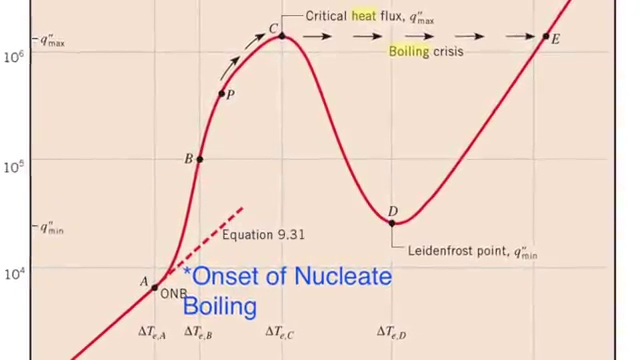 Critical heat flux, q″max
C
q″max
E
Boiling crisis
10⁶
P
B
10⁵
D
q″min
Equation 9.31
Leidenfrost point, q″min
10⁴
A
*Onset of Nucleate
ONB
Boiling
ΔTe,A ΔTe,B ΔTe,C ΔTe,D